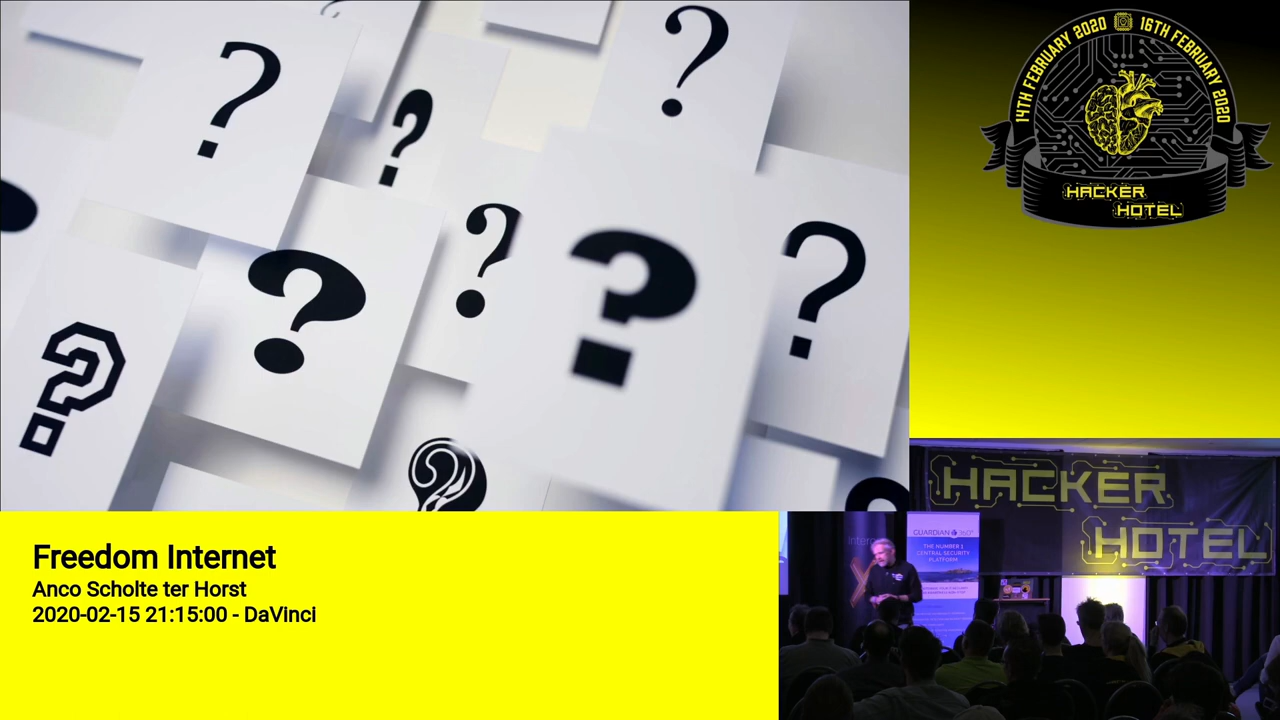 ? ? ? ? ? ? ? ? ?
14TH FEBRUARY 2020 16TH FEBRUARY 2020
HACKER
HOTEL
HACKER
HOTEL
GUARDIAN 360°
THE NUMBER 1
CENTRAL SECURITY
PLATFORM
Freedom Internet
Anco Scholte ter Horst
2020-02-15 21:15:00 - DaVinci